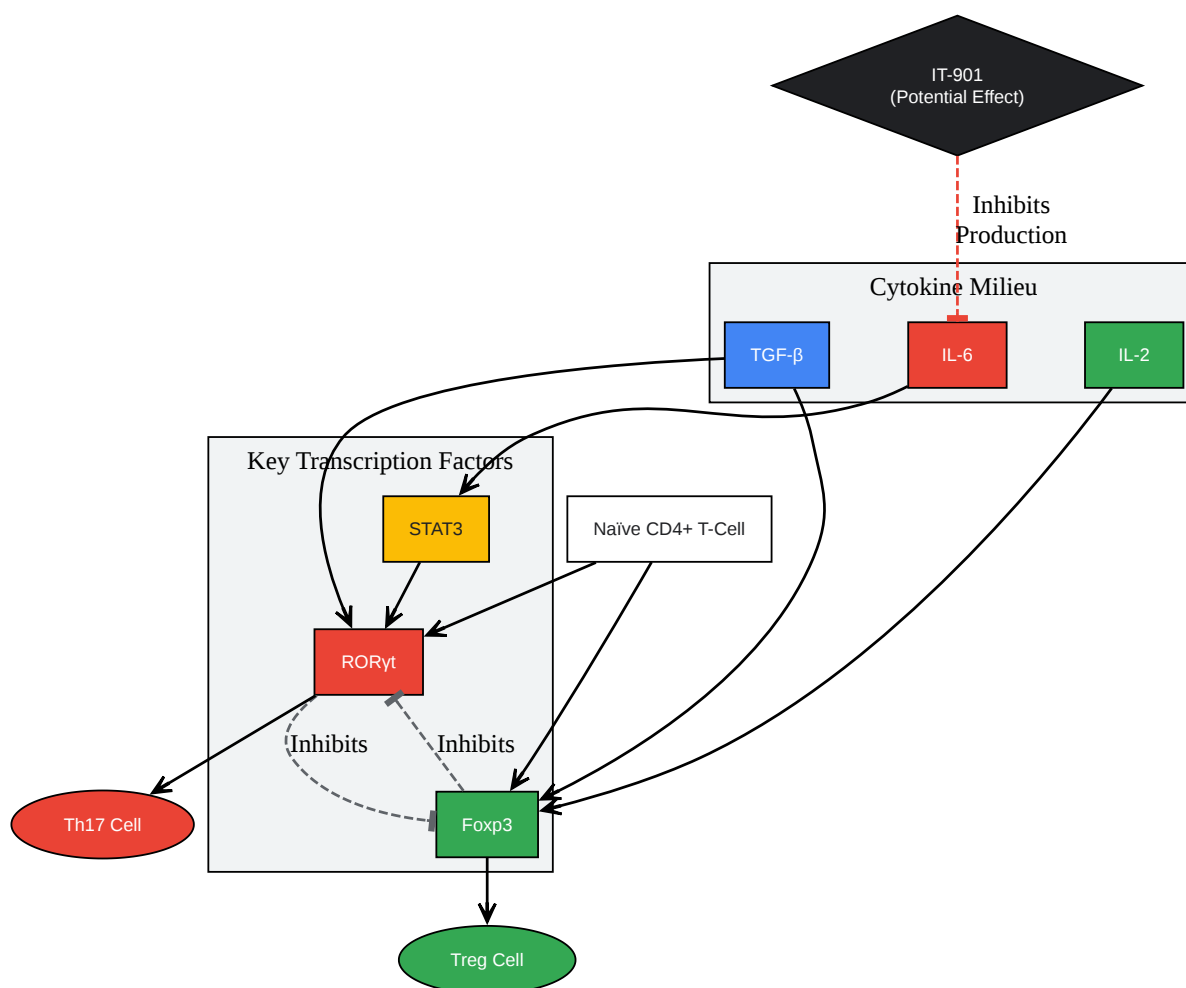 IT-901
(Potential Effect)
Inhibits
Production
Cytokine Milieu
TGF-β
IL-6
IL-2
Key Transcription Factors
STAT3
Naïve CD4+ T-Cell
RORγt
Inhibits
Inhibits
Th17 Cell
Foxp3
Treg Cell